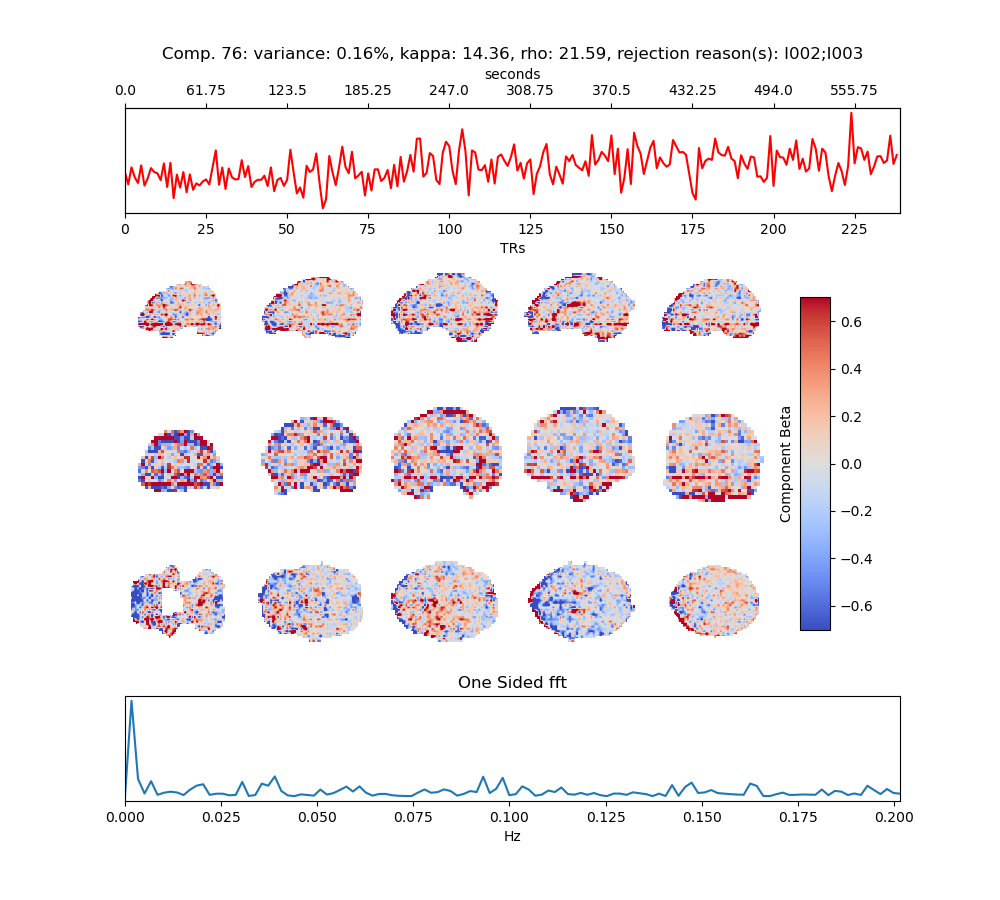 Comp. 76: variance: 0.16%, kappa: 14.36, rho: 21.59, rejection reason(s): I002;I003
seconds
0.0 61.75 123.5 185.25 247.0 308.75 370.5 432.25 494.0 555.75
0 25 50 75 100 125 150 175 200 225
TRs
0.6
0.4
0.2
0.0
−0.2
−0.4
−0.6
Component Beta
One Sided fft
0.000 0.025 0.050 0.075 0.100 0.125 0.150 0.175 0.200
Hz